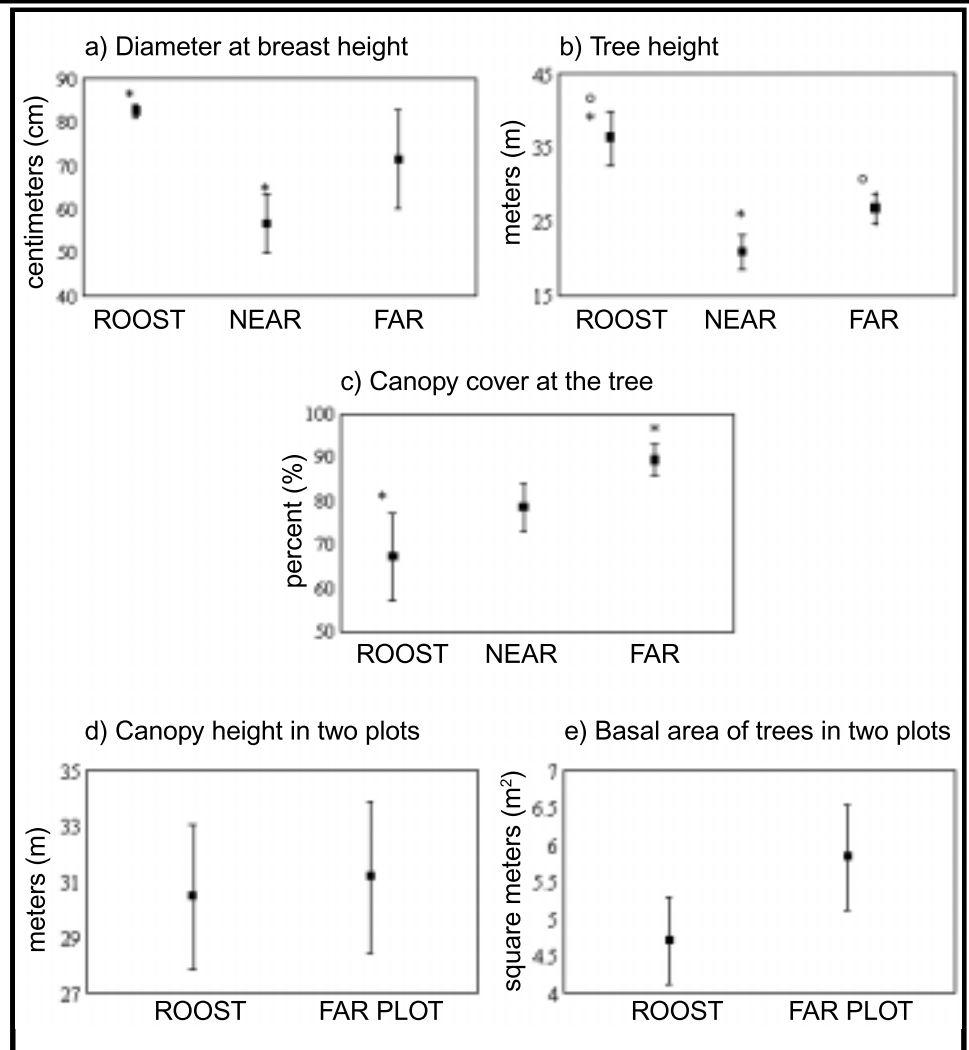 a) Diameter at breast height
centimeters (cm)
90
80
70
60
50
40
*
*
ROOST NEAR FAR
b) Tree height
meters (m)
45
35
25
15
○
*
*
○
ROOST NEAR FAR
c) Canopy cover at the tree
percent (%)
100
90
80
70
60
50
*
*
ROOST NEAR FAR
d) Canopy height in two plots
meters (m)
35
33
31
29
27
ROOST FAR PLOT
e) Basal area of trees in two plots
square meters (m²)
7
6.5
6
5.5
5
4.5
4
ROOST FAR PLOT